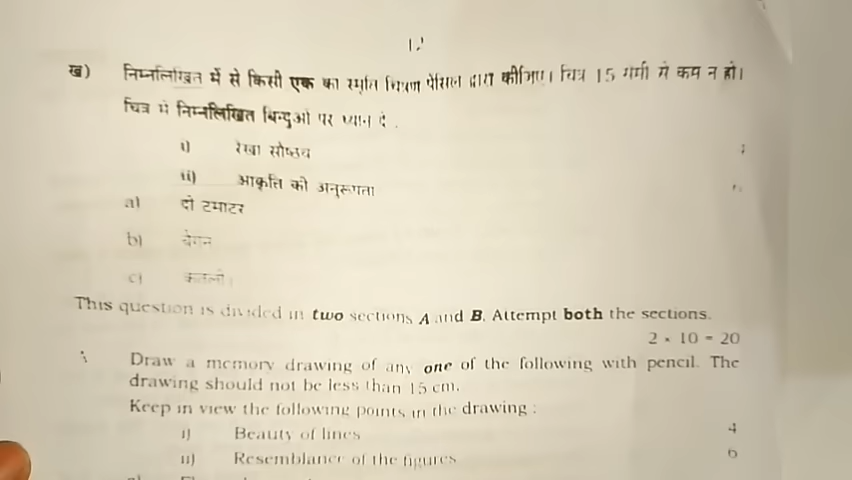 ख) निम्नलिखित में से किसी एक का स्मृति चित्रण पेंसिल द्वारा कीजिए। चित्र 15 सेमी से कम न हो।
चित्र में निम्नलिखित बिन्दुओं पर ध्यान दें
i) रेखा सौष्ठव
ii) आकृति की अनुरूपता
a) दो टमाटर
b) बैगन
c)
This question is divided in two sections A and B. Attempt both the sections.
2 × 10 = 20
Draw a memory drawing of any one of the following with pencil. The
drawing should not be less than 15 cm.
Keep in view the following points in the drawing :
i) Beauty of lines 4
ii) Resemblance of the figures 6